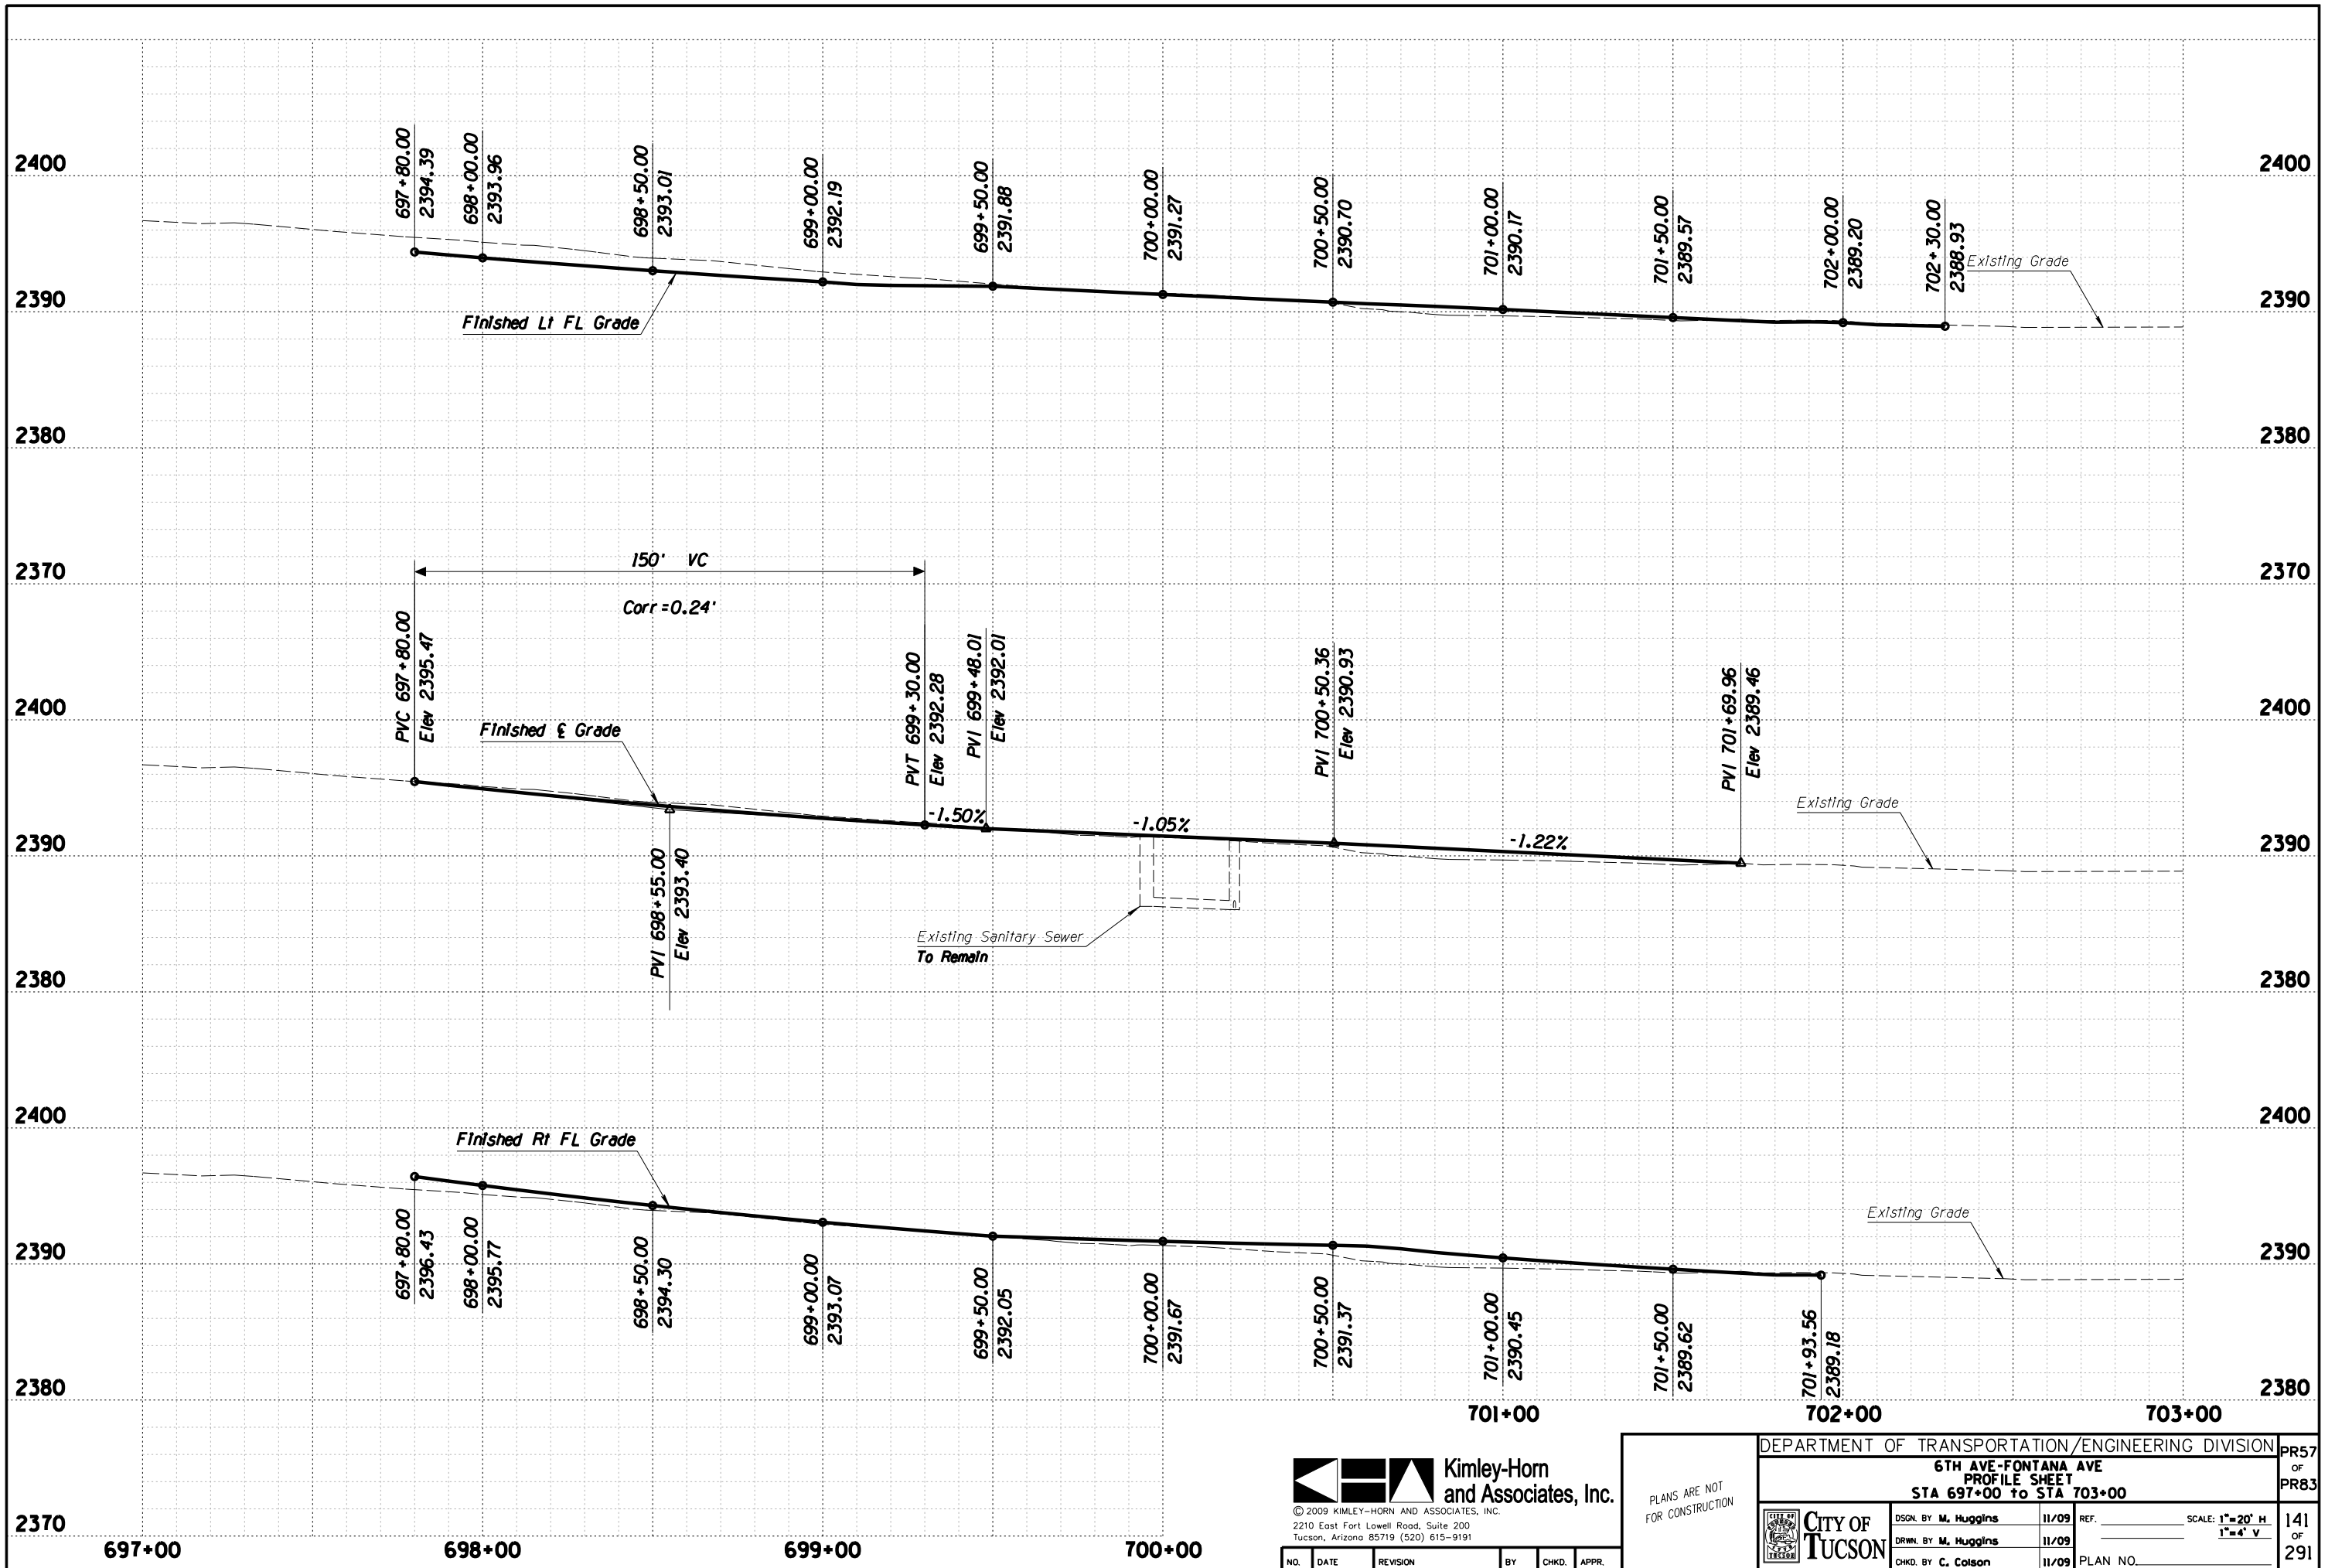 2400
2400
697+80.00
2394.39
698+00.00
2393.96
698+50.00
2393.01
699+00.00
2392.19
699+50.00
2391.88
700+00.00
2391.27
700+50.00
2390.70
701+00.00
2390.17
701+50.00
2389.57
702+00.00
2389.20
702+30.00
2388.93
Existing Grade
2390
2390
Finished Lt FL Grade
2380
2380
150' VC
2370
2370
Corr=0.24'
PVC 697+80.00
Elev 2395.47
PVT 699+30.00
Elev 2392.28
PVI 699+48.01
Elev 2392.01
PVI 700+50.36
Elev 2390.93
PVI 701+69.96
Elev 2389.46
2400
2400
Finished ℄ Grade
-1.50%
-1.05%
-1.22%
Existing Grade
2390
2390
PVI 698+55.00
Elev 2393.40
Existing Sanitary Sewer
To Remain
2380
2380
2400
2400
Finished Rt FL Grade
Existing Grade
2390
2390
697+80.00
2396.43
698+00.00
2395.77
698+50.00
2394.30
699+00.00
2393.07
699+50.00
2392.05
700+00.00
2391.67
700+50.00
2391.37
701+00.00
2390.45
701+50.00
2389.62
701+93.56
2389.18
2380
2380
701+00
702+00
703+00
2370
697+00
698+00
699+00
700+00
Kimley-Horn
and Associates, Inc.
© 2009 KIMLEY-HORN AND ASSOCIATES, INC.
2210 East Fort Lowell Road, Suite 200
Tucson, Arizona 85719 (520) 615-9191
NO. DATE REVISION BY CHKD. APPR.
PLANS ARE NOT
FOR CONSTRUCTION
DEPARTMENT OF TRANSPORTATION/ENGINEERING DIVISION
6TH AVE-FONTANA AVE
PROFILE SHEET
STA 697+00 to STA 703+00
PR57
OF
PR83
CITY OF
TUCSON
CITY OF
TUCSON
DSGN. BY M. Huggins 11/09
DRWN. BY M. Huggins 11/09
CHKD. BY C. Colson 11/09
REF. SCALE: 1"=20' H
1"=4' V
PLAN NO.
141
OF
291